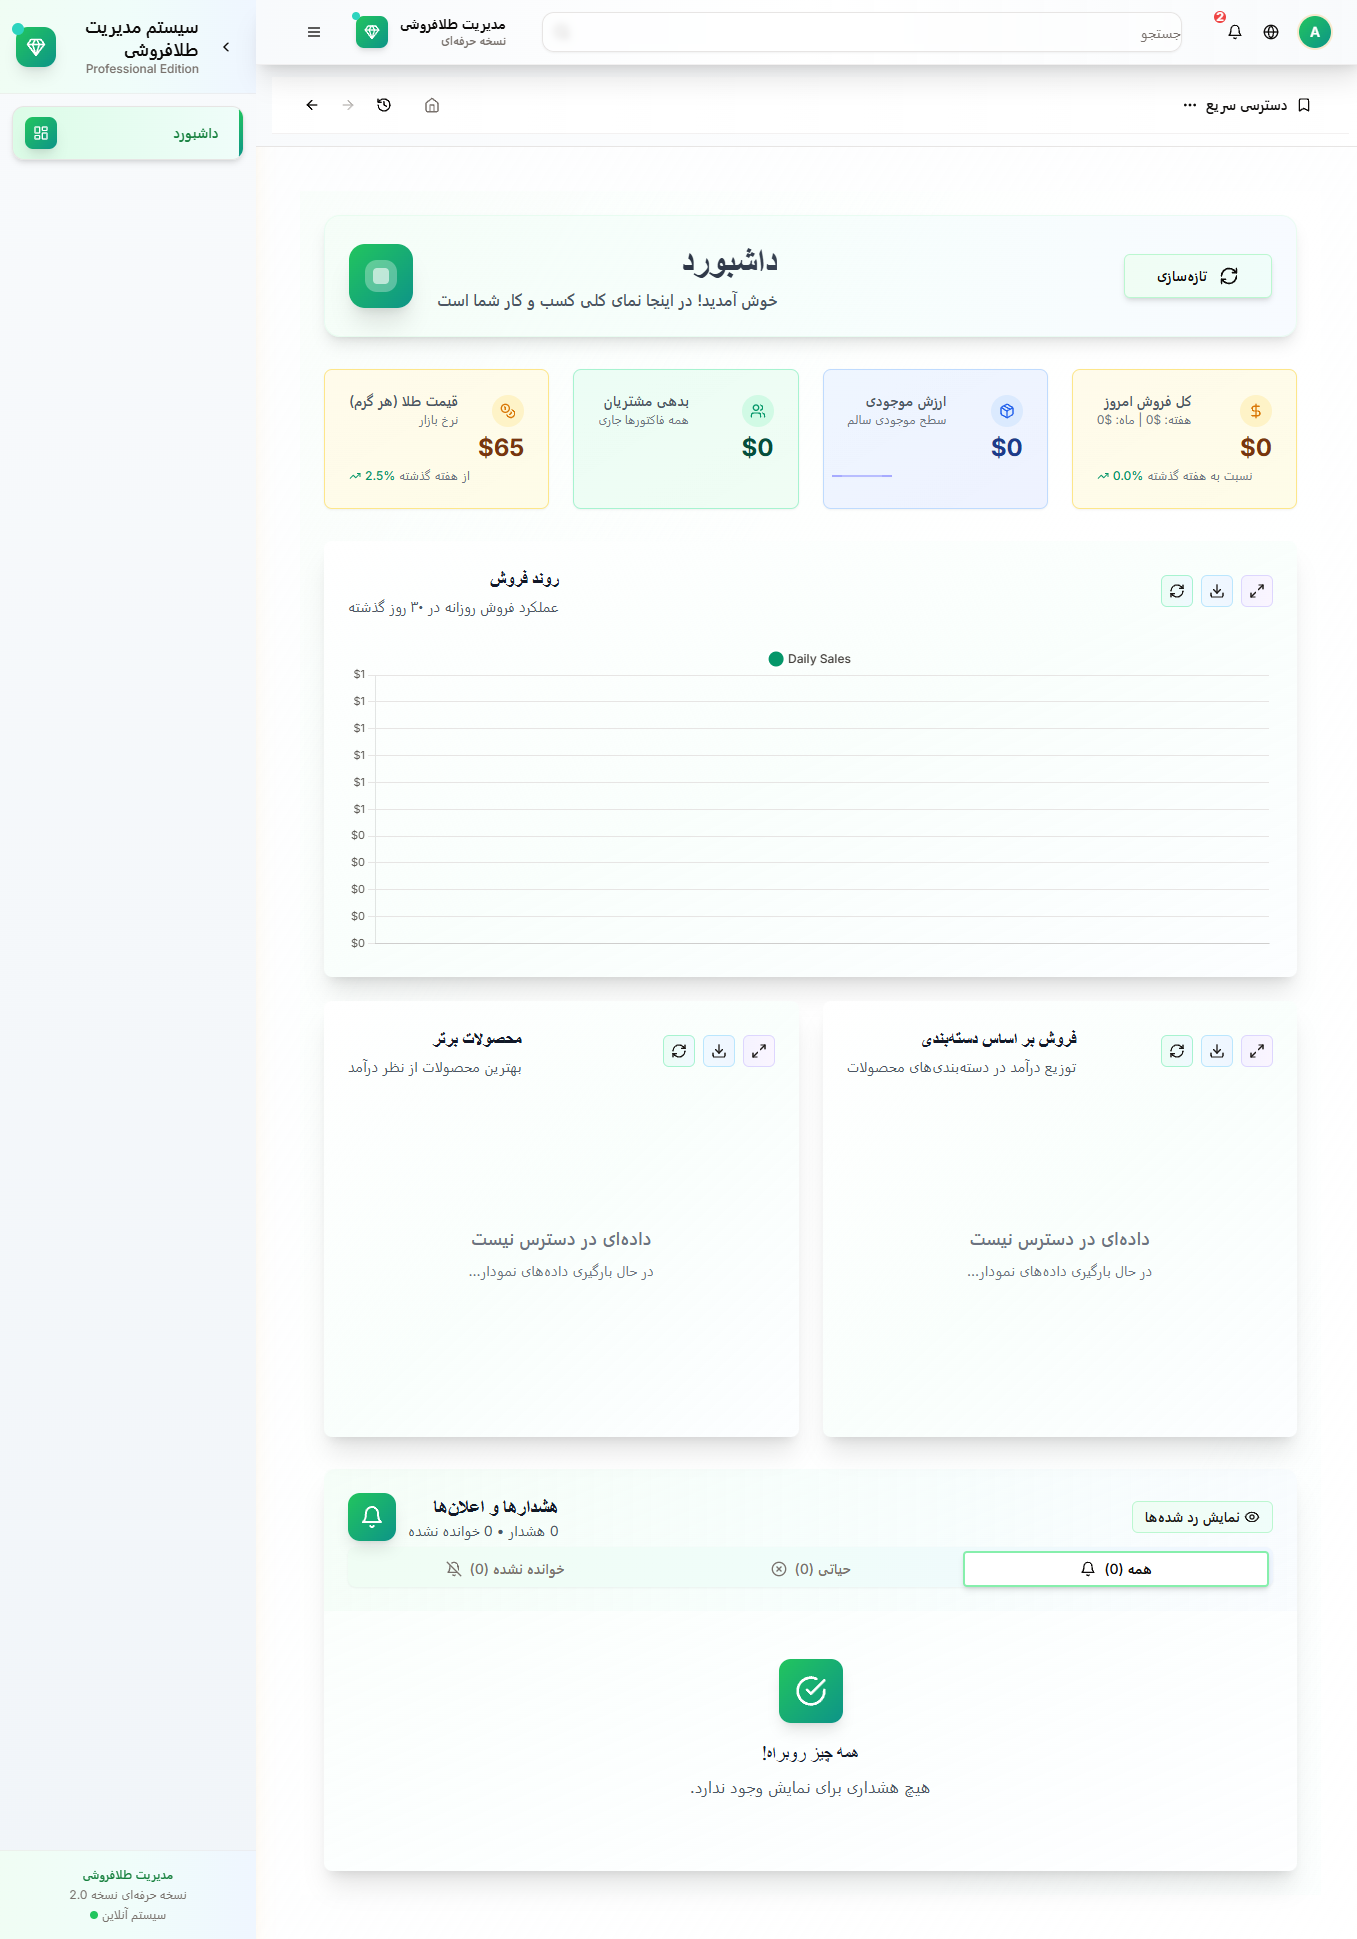 سیستم مدیریت
طلافروشی
Professional Edition
داشبورد
مدیریت طلافروشی
نسخه حرفه‌ای
جستجو
2
A
دسترسی سریع
داشبورد
خوش آمدید! در اینجا نمای کلی کسب و کار شما است
تازه‌سازی
کل فروش امروز
هفته: $0 | ماه: $0
$0
نسبت به هفته گذشته 0.0%
ارزش موجودی
سطح موجودی سالم
$0
بدهی مشتریان
همه فاکتورها جاری
$0
قیمت طلا (هر گرم)
نرخ بازار
$65
از هفته گذشته 2.5%
روند فروش
عملکرد فروش روزانه در ۳۰ روز گذشته
Daily Sales
$1
$1
$1
$1
$1
$1
$0
$0
$0
$0
$0
فروش بر اساس دسته‌بندی
توزیع درآمد در دسته‌بندی‌های محصولات
داده‌ای در دسترس نیست
در حال بارگیری داده‌های نمودار...
محصولات برتر
بهترین محصولات از نظر درآمد
داده‌ای در دسترس نیست
در حال بارگیری داده‌های نمودار...
هشدارها و اعلان‌ها
0 هشدار • 0 خوانده نشده
نمایش رد شده‌ها
همه (0)
حیاتی (0)
خوانده نشده (0)
همه چیز روبراه!
هیچ هشداری برای نمایش وجود ندارد.
مدیریت طلافروشی
نسخه حرفه‌ای نسخه 2.0
سیستم آنلاین